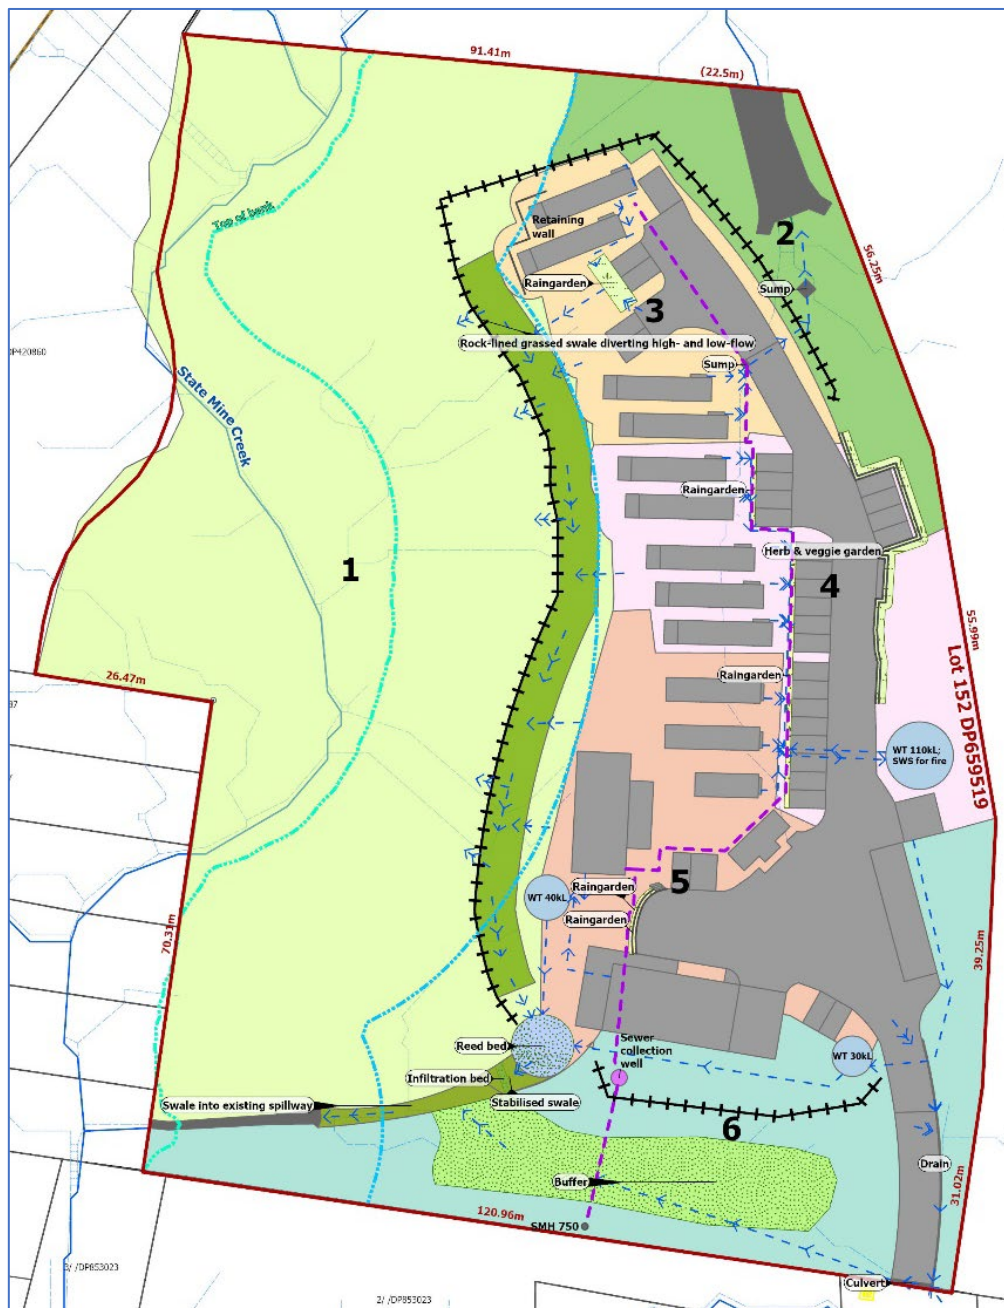 91.41m
(22.5m)
Top of bank
Retaining
wall
2
56.25m
Raingarden
Sump
3
DP420860
Rock-lined grassed swale diverting high- and low-flow
Sump
State Mine Creek
Raingarden
Herb & veggie garden
1
4
55.99m
Lot 152 DP659519
26.47m
Raingarden
WT 110kL;
SWS for fire
5
Raingarden
WT 40kL
Raingarden
70.31m
39.25m
Reed bed
Sewer
collection
well
WT 30kL
Infiltration bed
Stabilised swale
Swale into existing spillway
6
Drain
Buffer
31.02m
120.96m
SMH 750
/DP853023
Culvert
2/ /DP853023